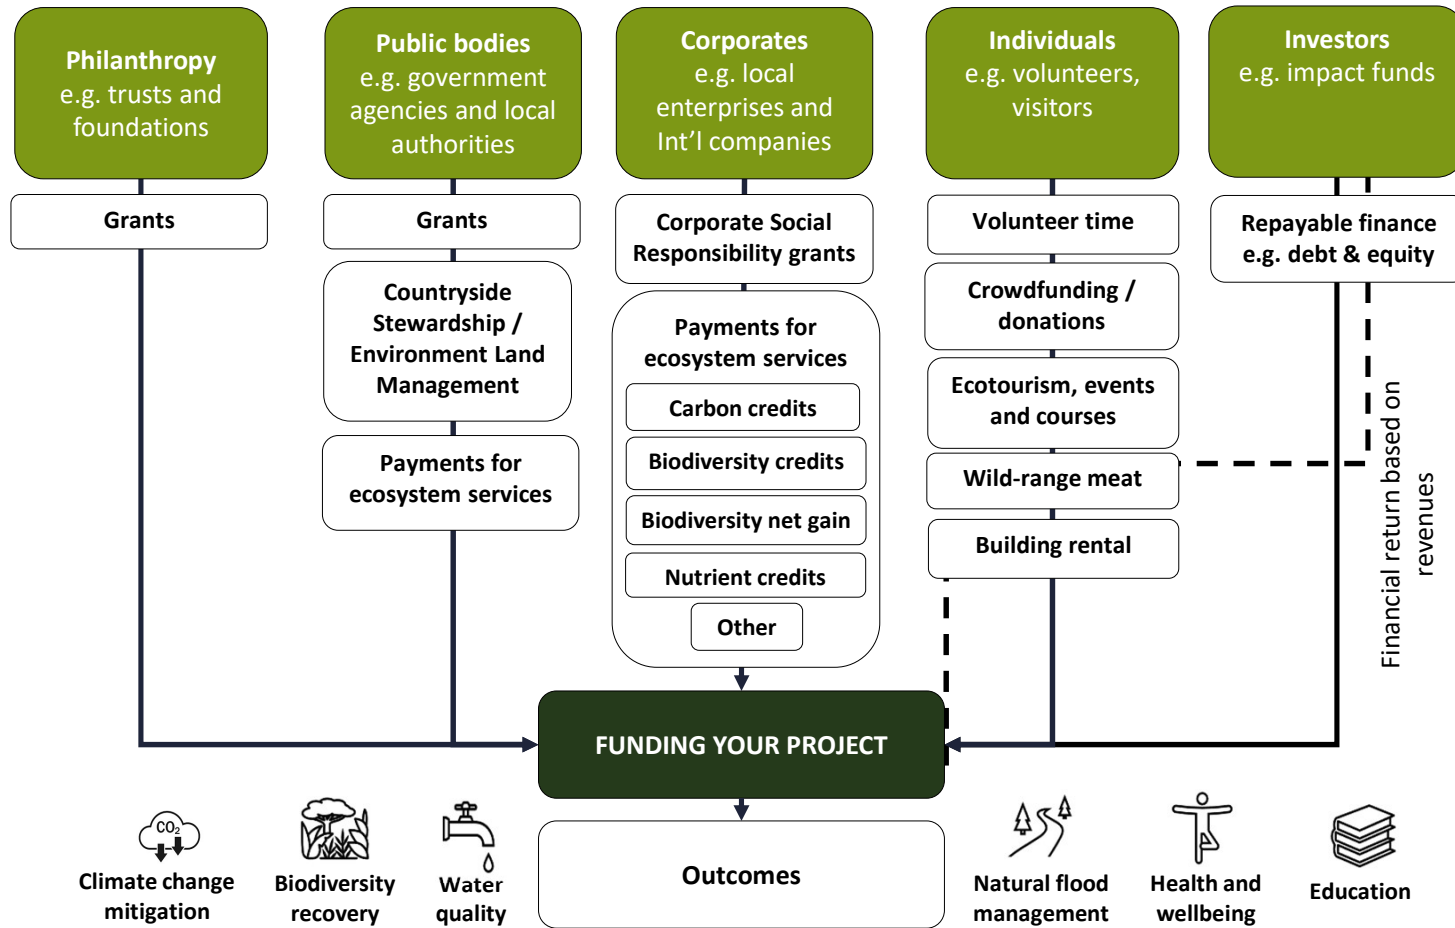 Philanthropy
e.g. trusts and
foundations
Public bodies
e.g. government
agencies and local
authorities
Corporates
e.g. local
enterprises and
Int'l companies
Individuals
e.g. volunteers,
visitors
Investors
e.g. impact funds
Grants
Grants
Countryside
Stewardship /
Environment Land
Management
Payments for
ecosystem services
Corporate Social
Responsibility grants
Payments for
ecosystem services
Carbon credits
Biodiversity credits
Biodiversity net gain
Nutrient credits
Other
Volunteer time
Crowdfunding /
donations
Ecotourism, events
and courses
Wild-range meat
Building rental
Repayable finance
e.g. debt & equity
Financial return based on
revenues
FUNDING YOUR PROJECT
Outcomes
CO2
Climate change
mitigation
Biodiversity
recovery
Water
quality
Natural flood
management
Health and
wellbeing
Education